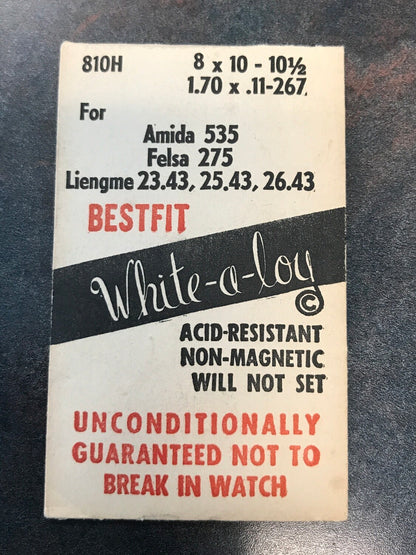 810H
8 x 10 - 10½
1.70 x .11-267
For
Amida 535
Felsa 275
Liengme 23.43, 25.43, 26.43
BESTFIT
White-a-loy
©
ACID-RESISTANT
NON-MAGNETIC
WILL NOT SET
UNCONDITIONALLY
GUARANTEED NOT TO
BREAK IN WATCH